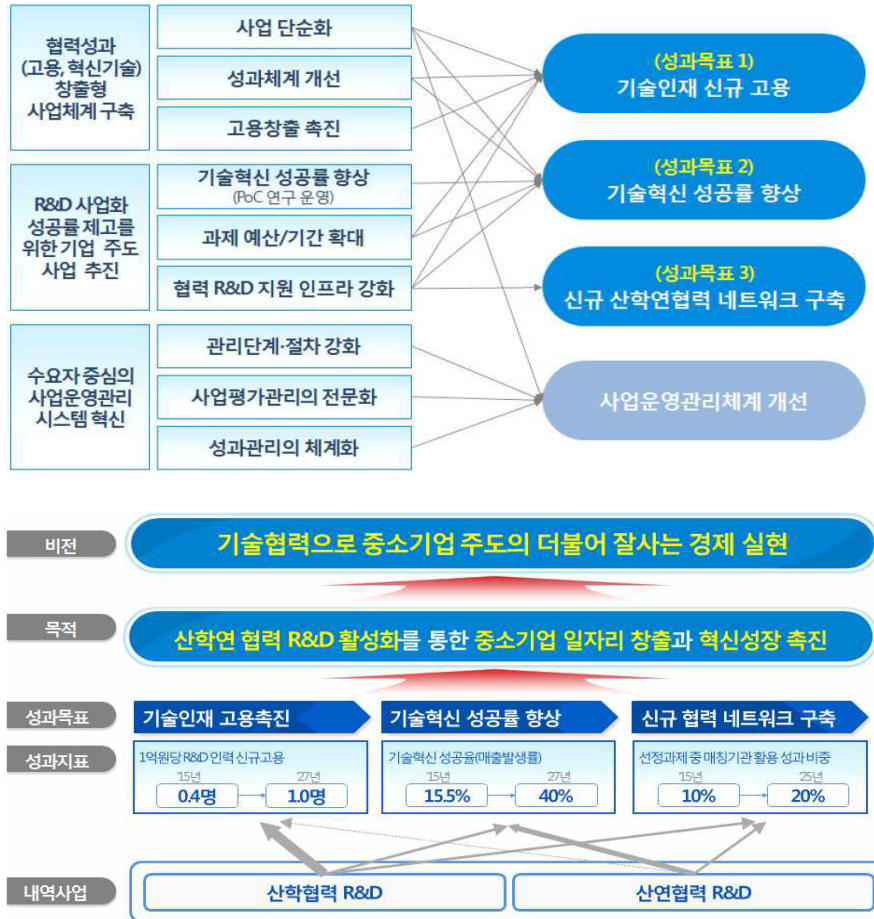 협력성과
(고용, 혁신기술)
창출형
사업체계 구축
사업 단순화
성과체계 개선
고용창출 촉진
R&D 사업화
성공률 제고를
위한 기업 주도
사업 추진
기술혁신 성공률 향상
(PoC 연구 운영)
과제 예산/기간 확대
협력 R&D 지원 인프라 강화
수요자 중심의
사업운영관리
시스템 혁신
관리단계·절차 강화
사업평가관리의 전문화
성과관리의 체계화
(성과목표 1)
기술인재 신규 고용
(성과목표 2)
기술혁신 성공률 향상
(성과목표 3)
신규 산학연협력 네트워크 구축
사업운영관리체계 개선
비전
기술협력으로 중소기업 주도의 더불어 잘사는 경제 실현
목적
산학연 협력 R&D 활성화를 통한 중소기업 일자리 창출과 혁신성장 촉진
성과목표
기술인재 고용촉진
기술혁신 성공률 향상
신규 협력 네트워크 구축
성과지표
1억원당 R&D 인력 신규고용
'15년
'27년
0.4명
1.0명
기술혁신 성공율(매출발생률)
'15년
'27년
15.5%
40%
선정과제 중 매칭기관 활용 성과 비중
'15년
'25년
10%
20%
내역사업
산학협력 R&D
산연협력 R&D